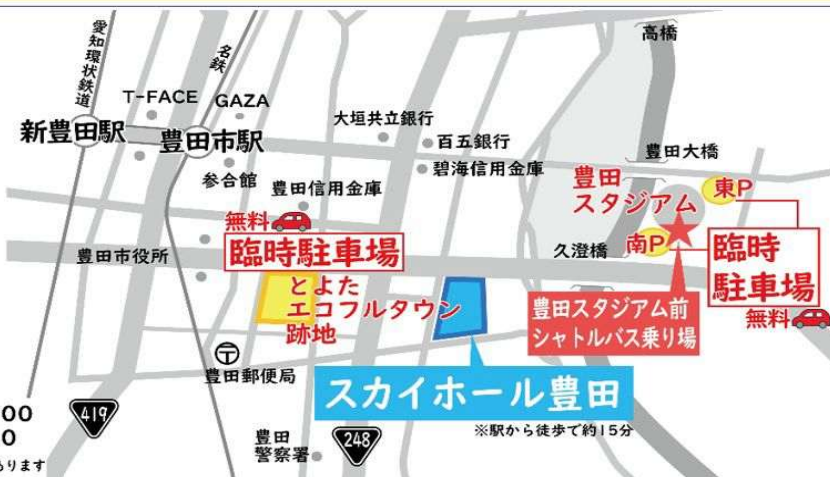 愛知環状鉄道
名鉄
高橋
T-FACE
GAZA
大垣共立銀行
新豊田駅
豊田市駅
百五銀行
豊田大橋
碧海信用金庫
参合館
豊田信用金庫
豊田
スタジアム
東P
無料
臨時駐車場
豊田市役所
久澄橋
南P
臨時
駐車場
無料
とよた
エコフルタウン
跡地
豊田スタジアム前
シャトルバス乗り場
〒
豊田郵便局
スカイホール豊田
※駅から徒歩で約15分
00
0
あります
419
豊田
警察署
248